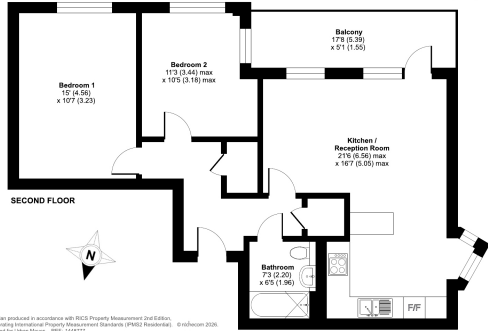 Balcony
17'8 (5.39)
x 5'1 (1.55)
Bedroom 2
11'3 (3.44) max
x 10'5 (3.18) max
Bedroom 1
15' (4.56)
x 10'7 (3.23)
Kitchen /
Reception Room
21'6 (6.56) max
x 16'7 (5.05) max
SECOND FLOOR
N
Bathroom
7'3 (2.20)
x 6'5 (1.96)
F/F
an produced in accordance with RICS Property Measurement 2nd Edition,
rating International Property Measurement Standards (IPMS2 Residential). © nichecom 2026.